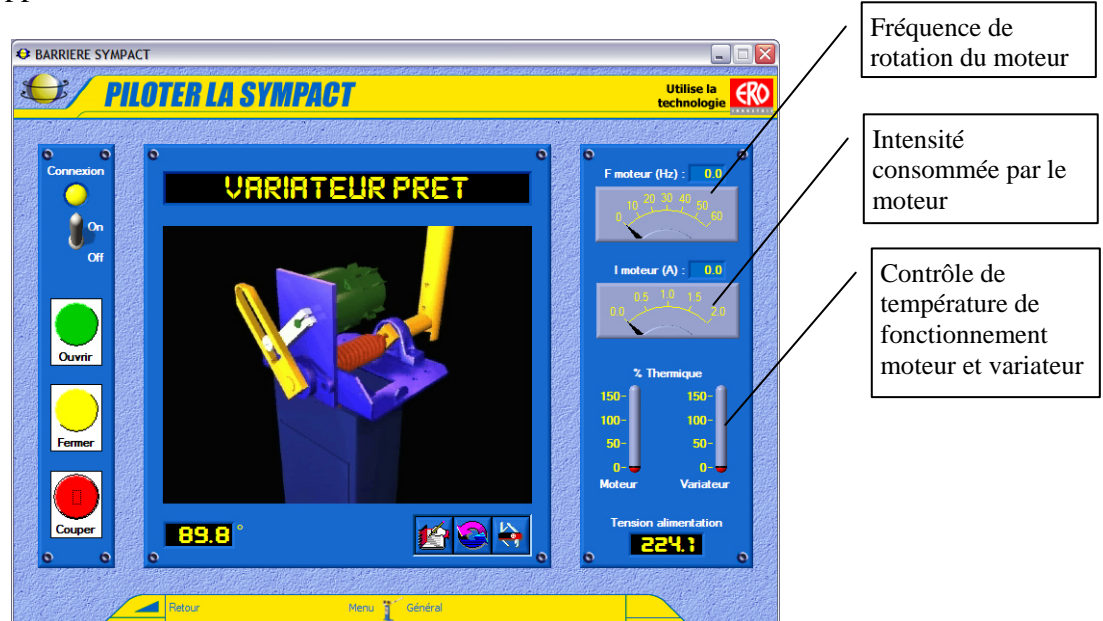 BARRIERE SYMPACT
PILOTER LA SYMPACT
Utilise la
technologie
ERO
Connexion
On
Off
Ouvrir
Fermer
Couper
VARIATEUR PRET
89.8 °
F moteur (Hz) : 0.0
0 10 20 30 40 50 60
I moteur (A) : 0.0
0.0 0.5 1.0 1.5 2.0
% Thermique
150- 150-
100- 100-
50- 50-
0- 0-
Moteur Variateur
Tension alimentation
224.1
Retour Menu Général
Fréquence de
rotation du moteur
Intensité
consommée par le
moteur
Contrôle de
température de
fonctionnement
moteur et variateur